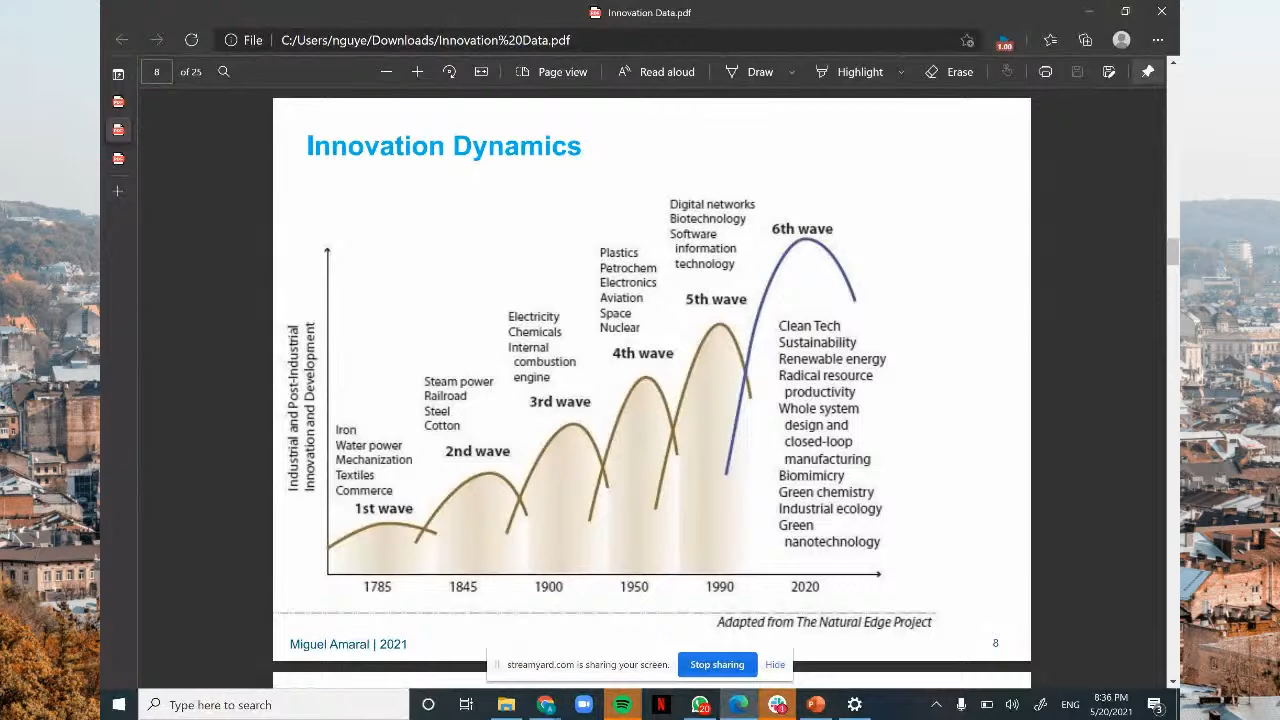 Innovation Data.pdf
File
C:/Users/nguye/Downloads/Innovation%20Data.pdf
1.00
8
of 25
Page view
Read aloud
Draw
Highlight
Erase
Innovation Dynamics
Digital networks
Biotechnology
Software
information
technology
6th wave
Plastics
Petrochem
Electronics
Aviation
Space
Nuclear
5th wave
Electricity
Chemicals
Internal
combustion
engine
4th wave
Clean Tech
Sustainability
Renewable energy
Radical resource
productivity
Whole system
design and
closed-loop
manufacturing
Biomimicry
Green chemistry
Industrial ecology
Green
nanotechnology
Steam power
Railroad
Steel
Cotton
3rd wave
Iron
Water power
Mechanization
Textiles
Commerce
2nd wave
1st wave
Industrial and Post-Industrial
Innovation and Development
1785
1845
1900
1950
1990
2020
Adapted from The Natural Edge Project
Miguel Amaral | 2021
8
streamyard.com is sharing your screen.
Stop sharing
Hide
Type here to search
20
1
ENG
8:36 PM
5/20/2021
3